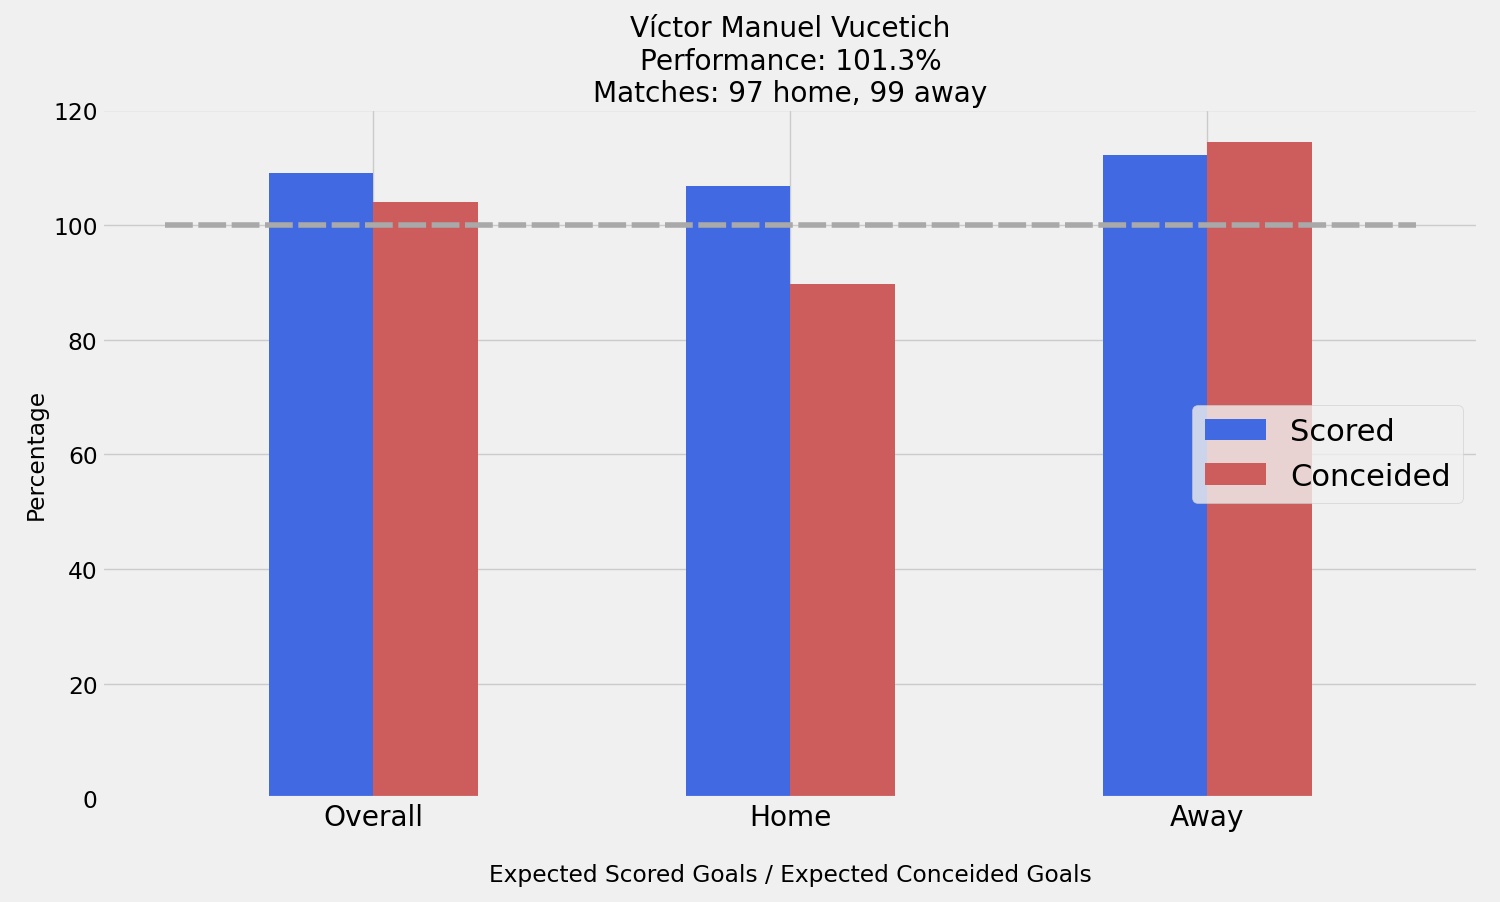 Víctor Manuel Vucetich
Performance: 101.3%
Matches: 97 home, 99 away
120
100
80
60
40
20
0
Percentage
Scored
Conceided
Overall
Home
Away
Expected Scored Goals / Expected Conceided Goals